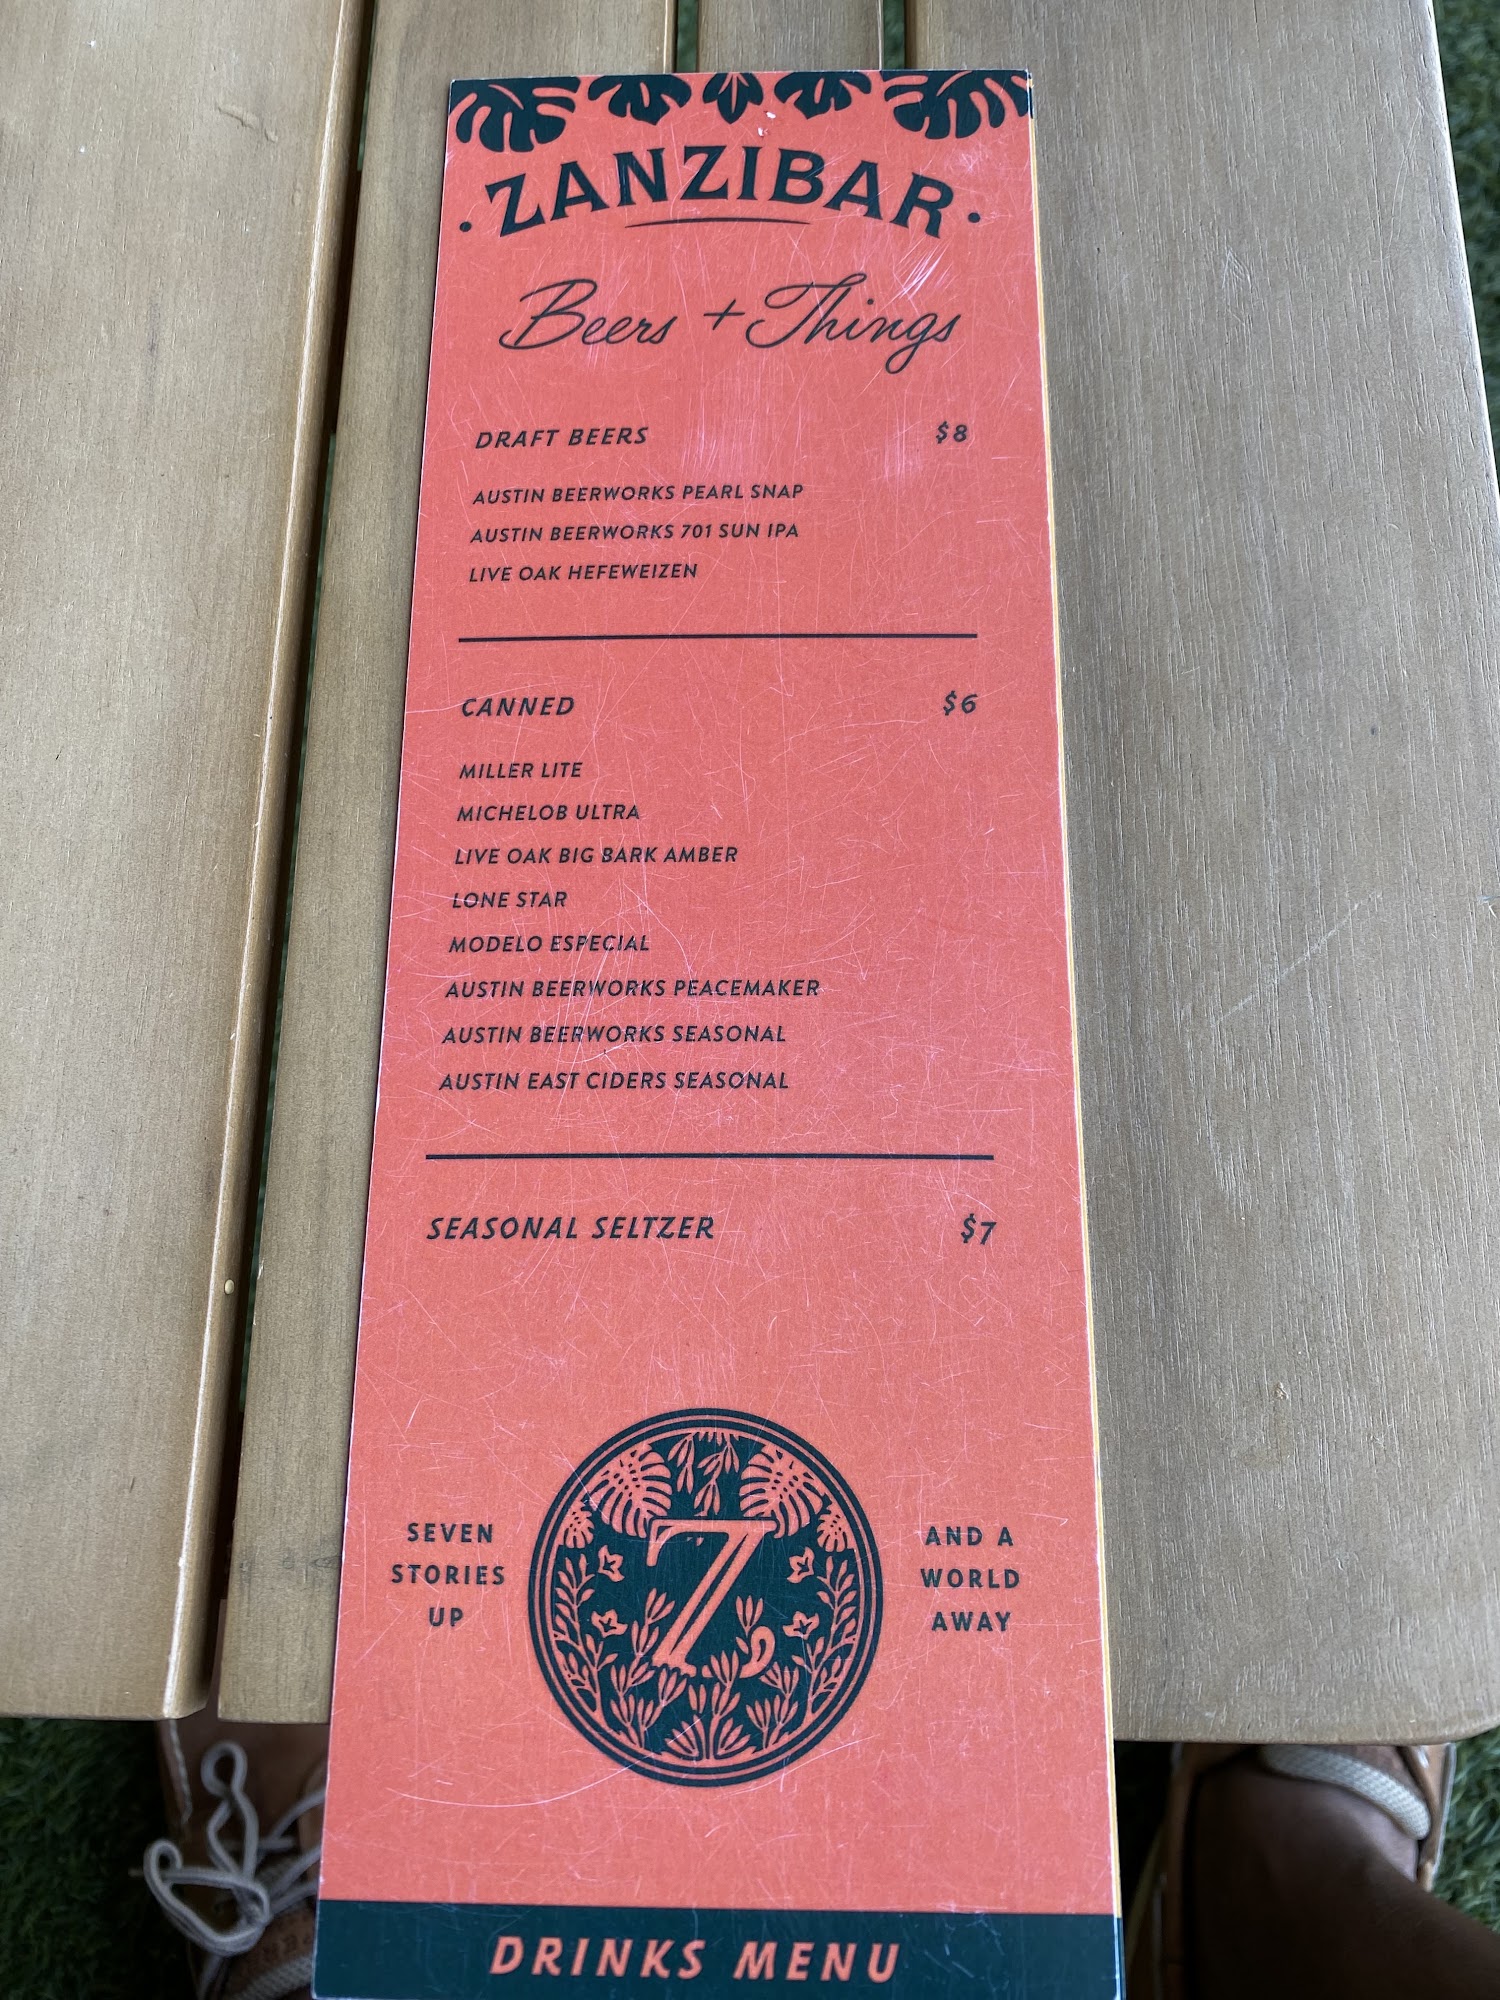 · ZANZIBAR ·
Beers + Things
DRAFT BEERS $8
AUSTIN BEERWORKS PEARL SNAP
AUSTIN BEERWORKS 701 SUN IPA
LIVE OAK HEFEWEIZEN
CANNED $6
MILLER LITE
MICHELOB ULTRA
LIVE OAK BIG BARK AMBER
LONE STAR
MODELO ESPECIAL
AUSTIN BEERWORKS PEACEMAKER
AUSTIN BEERWORKS SEASONAL
AUSTIN EAST CIDERS SEASONAL
SEASONAL SELTZER $7
SEVEN
STORIES
UP
Z
AND A
WORLD
AWAY
DRINKS MENU